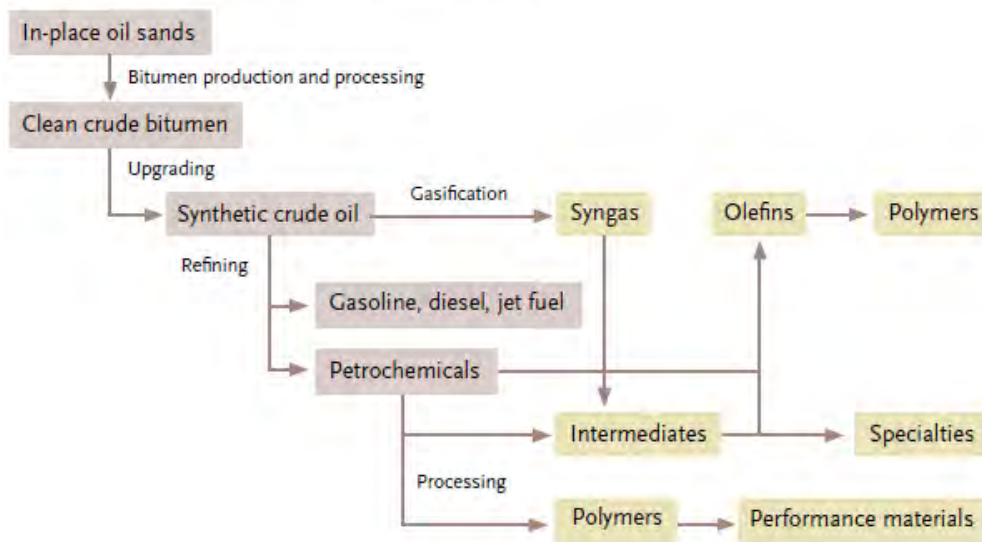 In-place oil sands
Bitumen production and processing
Clean crude bitumen
Upgrading
Synthetic crude oil
Gasification
Syngas
Olefins
Polymers
Refining
Gasoline, diesel, jet fuel
Petrochemicals
Intermediates
Specialties
Processing
Polymers
Performance materials